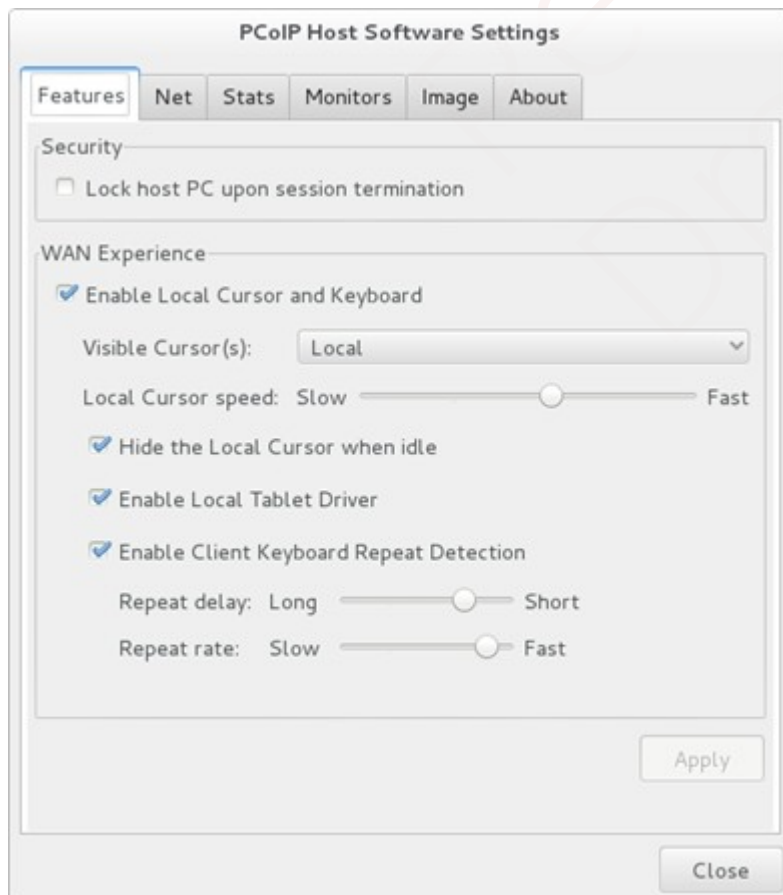 PCoIP Host Software Settings
Features Net Stats Monitors Image About
Security
Lock host PC upon session termination
WAN Experience
Enable Local Cursor and Keyboard
Visible Cursor(s): Local
Local Cursor speed: Slow Fast
Hide the Local Cursor when idle
Enable Local Tablet Driver
Enable Client Keyboard Repeat Detection
Repeat delay: Long Short
Repeat rate: Slow Fast
Apply
Close